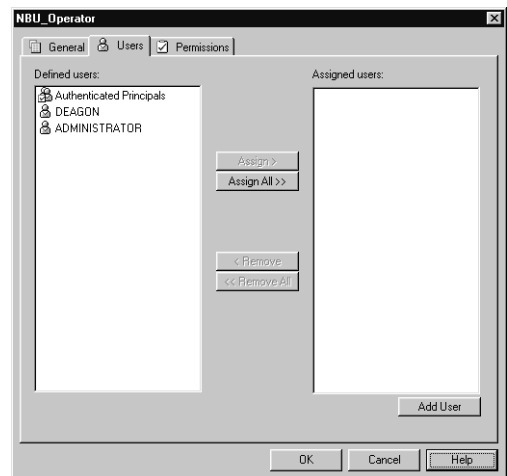 NBU_Operator
General Users Permissions
Defined users: Assigned users:
Authenticated Principals
DEAGON
ADMINISTRATOR
Assign >
Assign All >>
< Remove
<< Remove All
Add User
OK Cancel Help